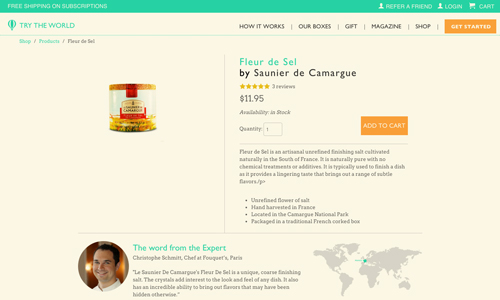 FREE SHIPPING ON SUBSCRIPTIONS
REFER A FRIEND LOGIN CART
TRY THE WORLD
HOW IT WORKS | OUR BOXES | GIFT | MAGAZINE | SHOP | GET STARTED
Shop / Products / Fleur de Sel
Fleur de Sel
by Saunier de Camargue
3 reviews
$11.95
Availability: in Stock
Quantity: 1
ADD TO CART
Fleur de Sel is an artisanal unrefined finishing salt cultivated
naturally in the South of France. It is naturally pure with no
chemical treatments or additives. It is typically used to finish a dish
as it provides a lingering taste that brings out a range of subtle
flavors./p>
• Unrefined flower of salt
• Hand harvested in France
• Located in the Camargue National Park
• Packaged in a traditional French corked box
SAUNIER DE
CAMARGUE
The word from the Expert
Christophe Schmitt, Chef at Fouquet's, Paris
"Le Saunier De Camargue's Fleur De Sel is a unique, coarse finishing
salt. The crystals add interest to the look and feel of any dish. It also
has an incredible ability to bring out flavors that may have been
hidden otherwise."